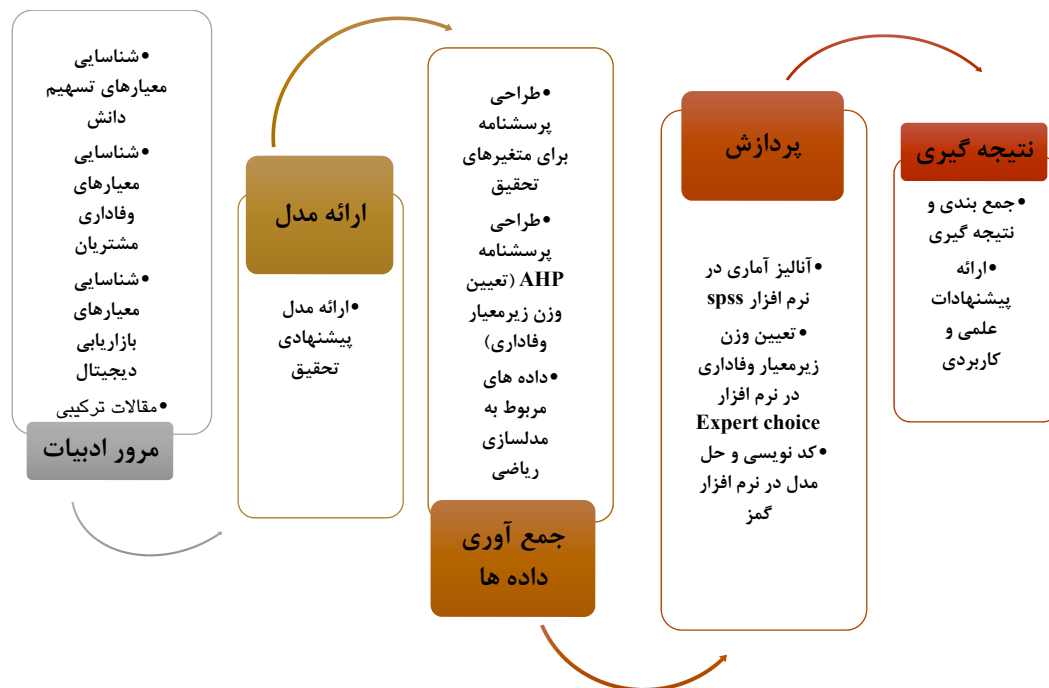 •شناسایی
معیارهای تسهیم
دانش
•شناسایی
معیارهای
وفاداری
مشتریان
•شناسایی
معیارهای
بازاریابی
دیجیتال
•مقالات ترکیبی
مرور ادبیات
ارائه مدل
•ارائه مدل
پیشنهادی
تحقیق
•طراحی
پرسشنامه
برای متغیرهای
تحقیق
•طراحی
پرسشنامه
AHP (تعیین
وزن زیرمعیار
وفاداری)
•داده های
مربوط به
مدلسازی
ریاضی
جمع آوری
داده ها
پردازش
•آنالیز آماری در
نرم افزار spss
•تعیین وزن
زیرمعیار وفاداری
در نرم افزار
Expert choice
•کد نویسی و حل
مدل در نرم افزار
گمز
نتیجه گیری
•جمع بندی و
نتیجه گیری
•ارائه
پیشنهادات
علمی و
کاربردی